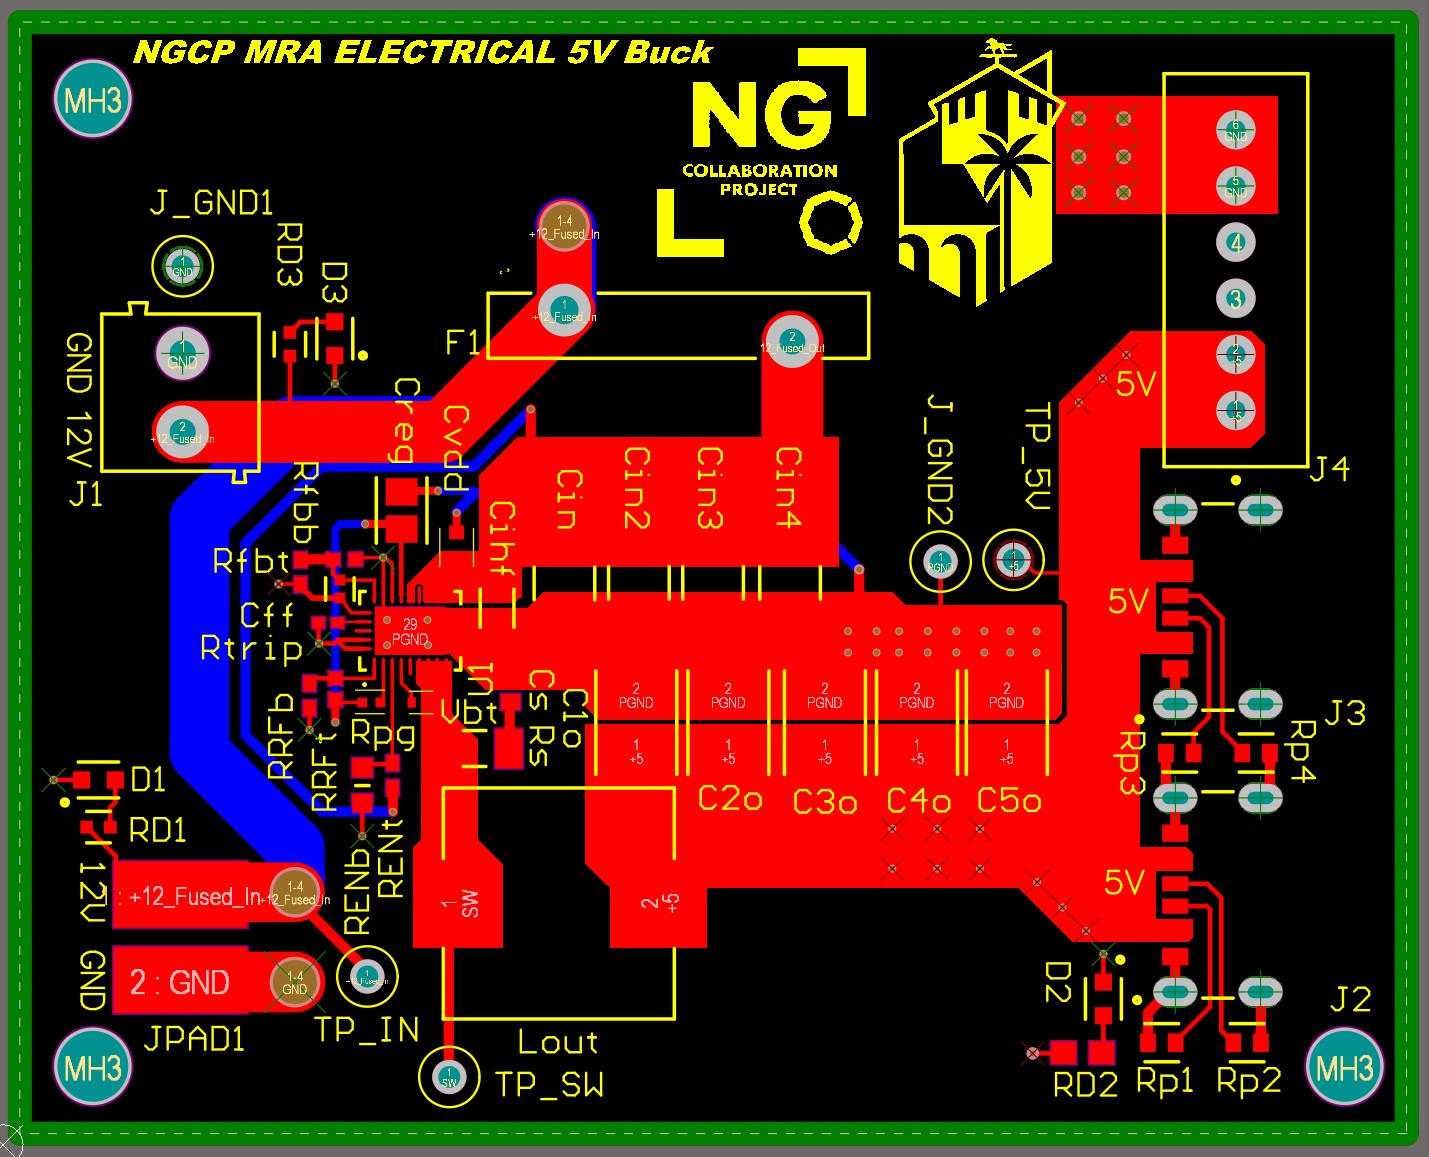 NGCP MRA ELECTRICAL 5V Buck
MH3
NG
COLLABORATION
PROJECT
6
GND
5
GND
4
3
2
+5
1
+5
5V
J4
J_GND1
1
GND
RD3
D3
1-4
+12_Fused_In
1
+12_Fused_In
F1
2
12_Fused_Out
GND 12V
1
GND
2
+12_Fused_In
J1
Creg
Cvdd
Cihf
Cin
Cin2
Cin3
Cin4
J_GND2
1
PGND
TP_5V
1
+5
Rfbb
Rfbt
Cff
Rtrip
29
PGND
U1
5V
RRFb
RRFt
Rpg
Cs Rs
C1o
2
PGND
2
PGND
2
PGND
2
PGND
2
PGND
1
+5
1
+5
1
+5
1
+5
1
+5
C2o
C3o
C4o
C5o
J3
Rp3
Rp4
D1
RD1
RENb
RENt
12V
: +12_Fused_In
1-4
+12_Fused_In
1
SW
2
+5
5V
GND
2 : GND
1-4
GND
1
JPAD1
TP_IN
Lout
1
SW
TP_SW
D2
RD2
J2
Rp1
Rp2
MH3
MH3